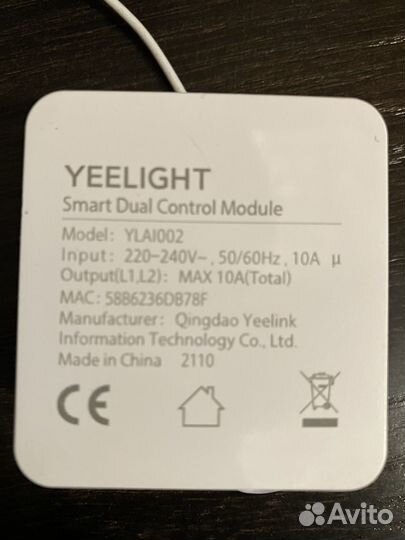 YEELIGHT
Smart Dual Control Module
Model: YLAI002
Input: 220-240V~, 50/60Hz, 10A μ
Output(L1,L2): MAX 10A(Total)
MAC: 58B6236DB78F
Manufacturer: Qingdao Yeelink
Information Technology Co., Ltd.
Made in China 2110
CE
Avito